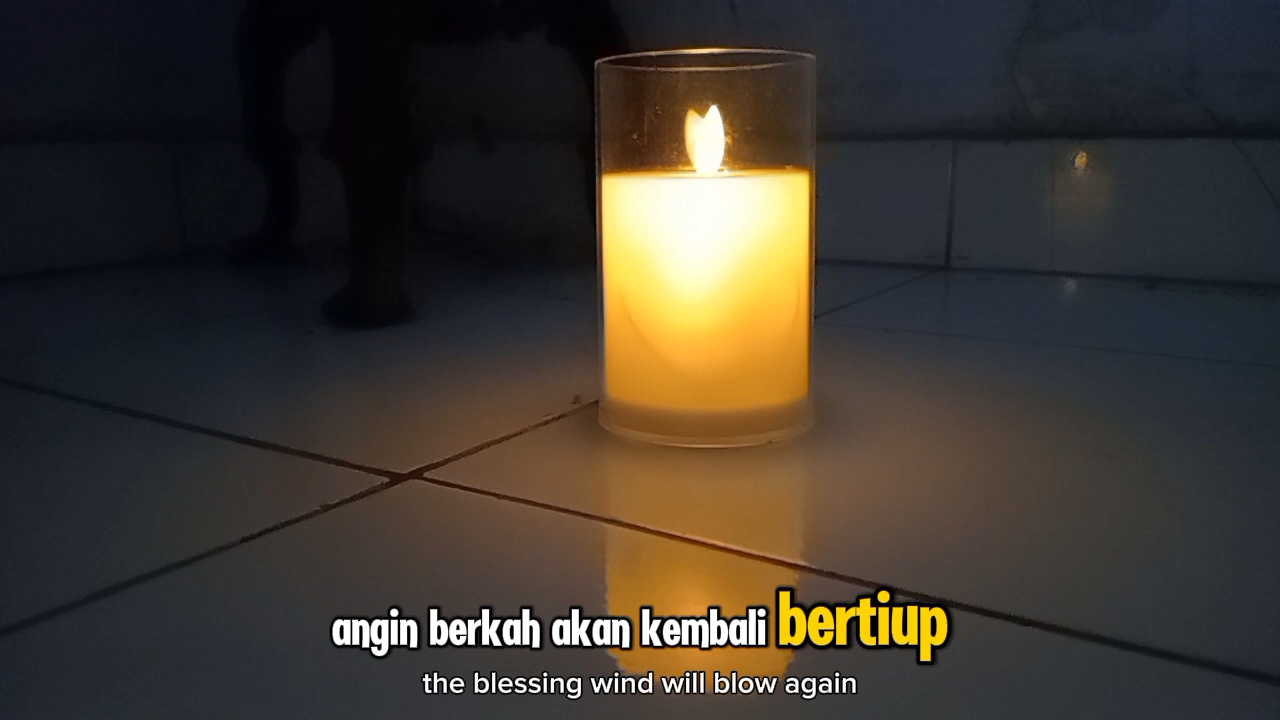 angin berkah akan kembali bertiup
the blessing wind will blow again